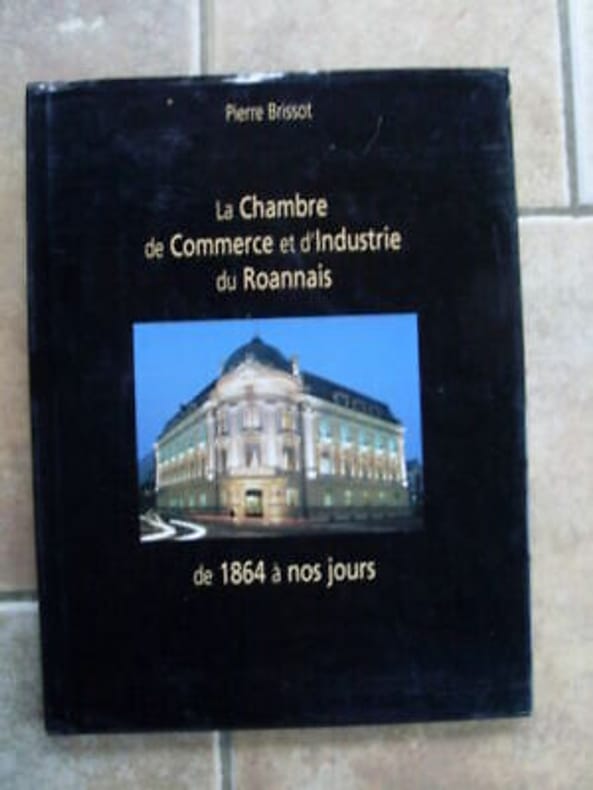 Pierre Brissot
La Chambre
de Commerce et d'Industrie
du Roannais
de 1864 à nos jours